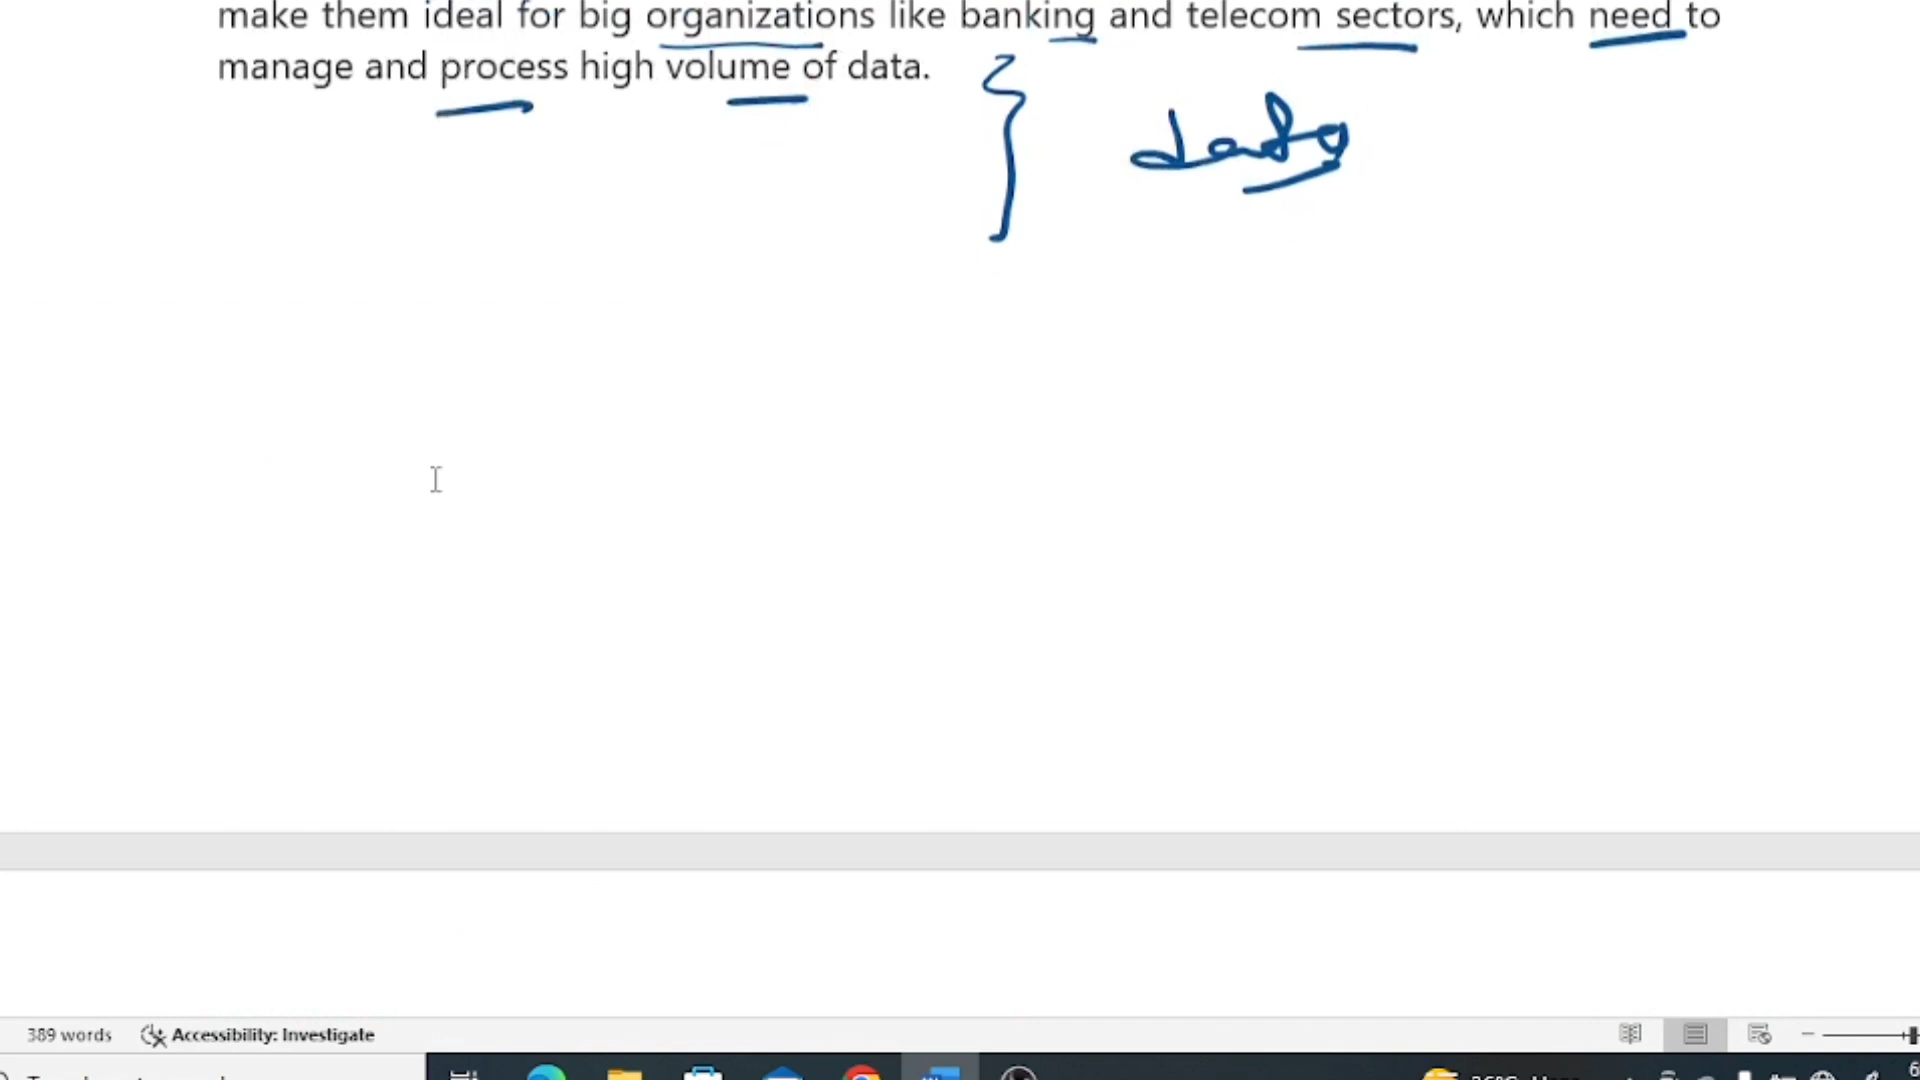 make them ideal for big organizations like banking and telecom sectors, which need to
manage and process high volume of data.
data
389 words
Accessibility: Investigate